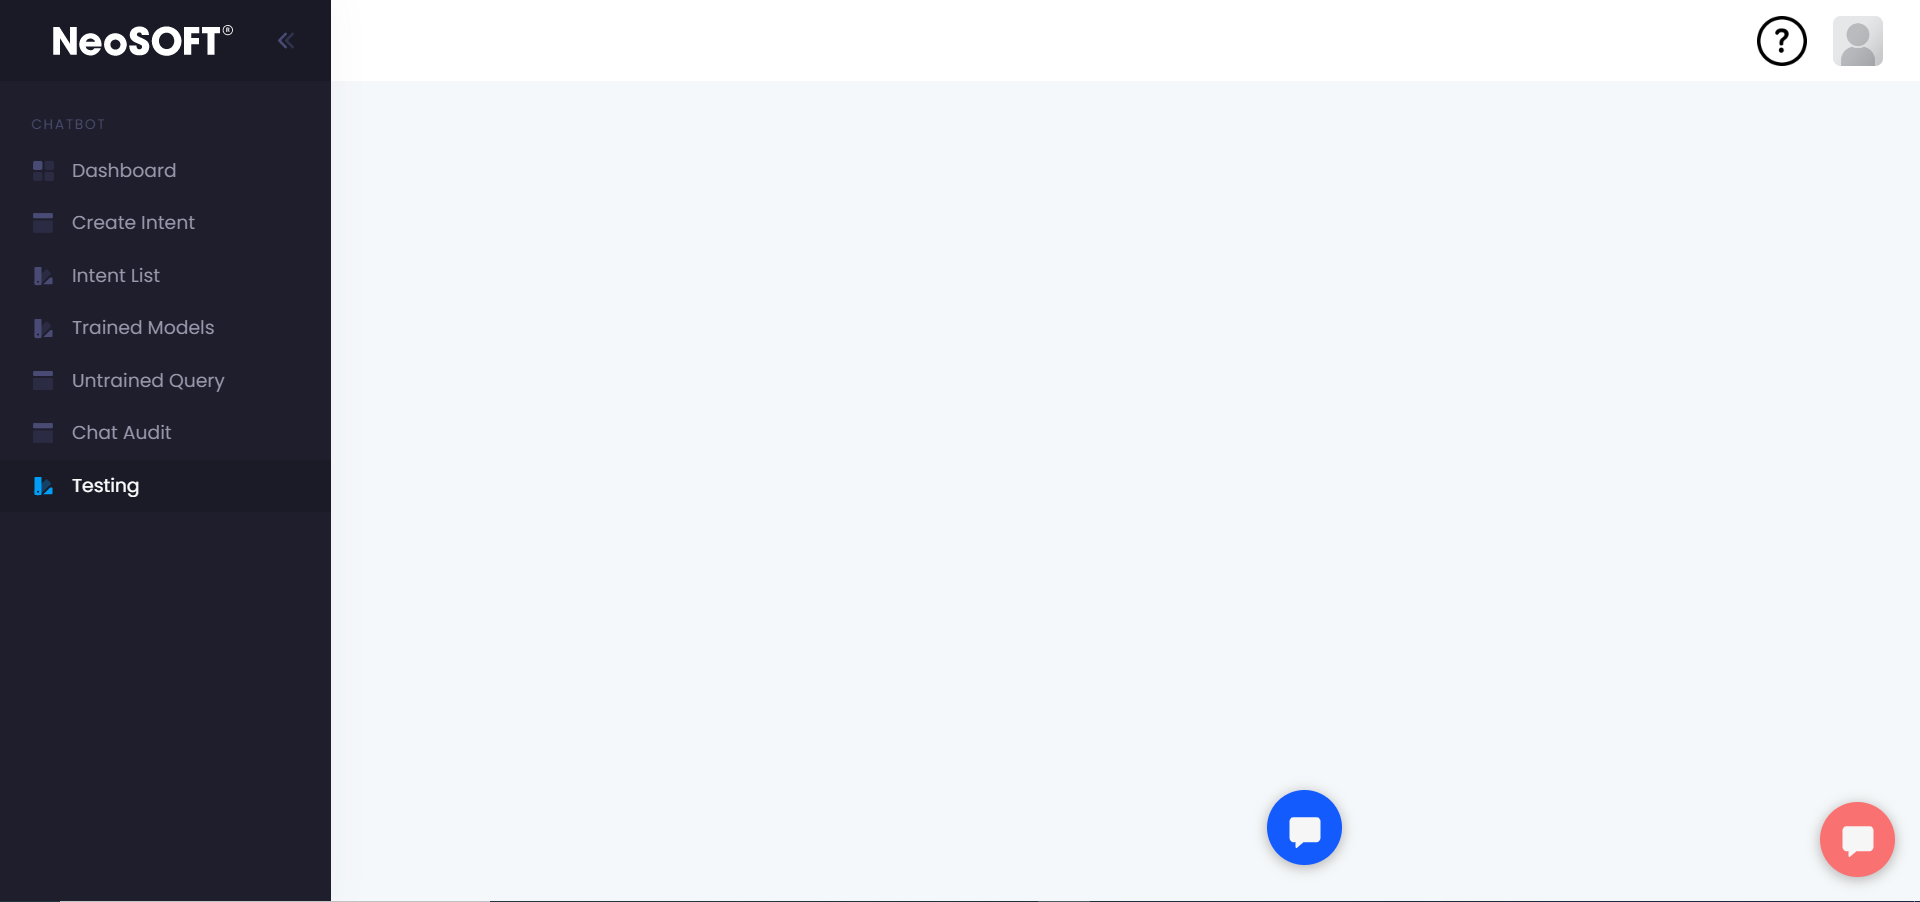 NeoSOFT®
CHATBOT
Dashboard
Create Intent
Intent List
Trained Models
Untrained Query
Chat Audit
Testing
?